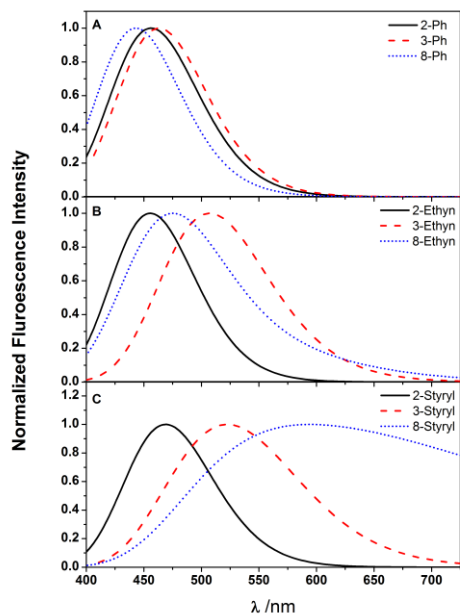 Normalized Fluroescence Intensity
A
2-Ph
3-Ph
8-Ph
1.0
0.8
0.6
0.4
0.2
0.0
B
2-Ethyn
3-Ethyn
8-Ethyn
1.0
0.8
0.6
0.4
0.2
0.0
C
2-Styryl
3-Styryl
8-Styryl
1.2
1.0
0.8
0.6
0.4
0.2
0.0
400 450 500 550 600 650 700
λ /nm